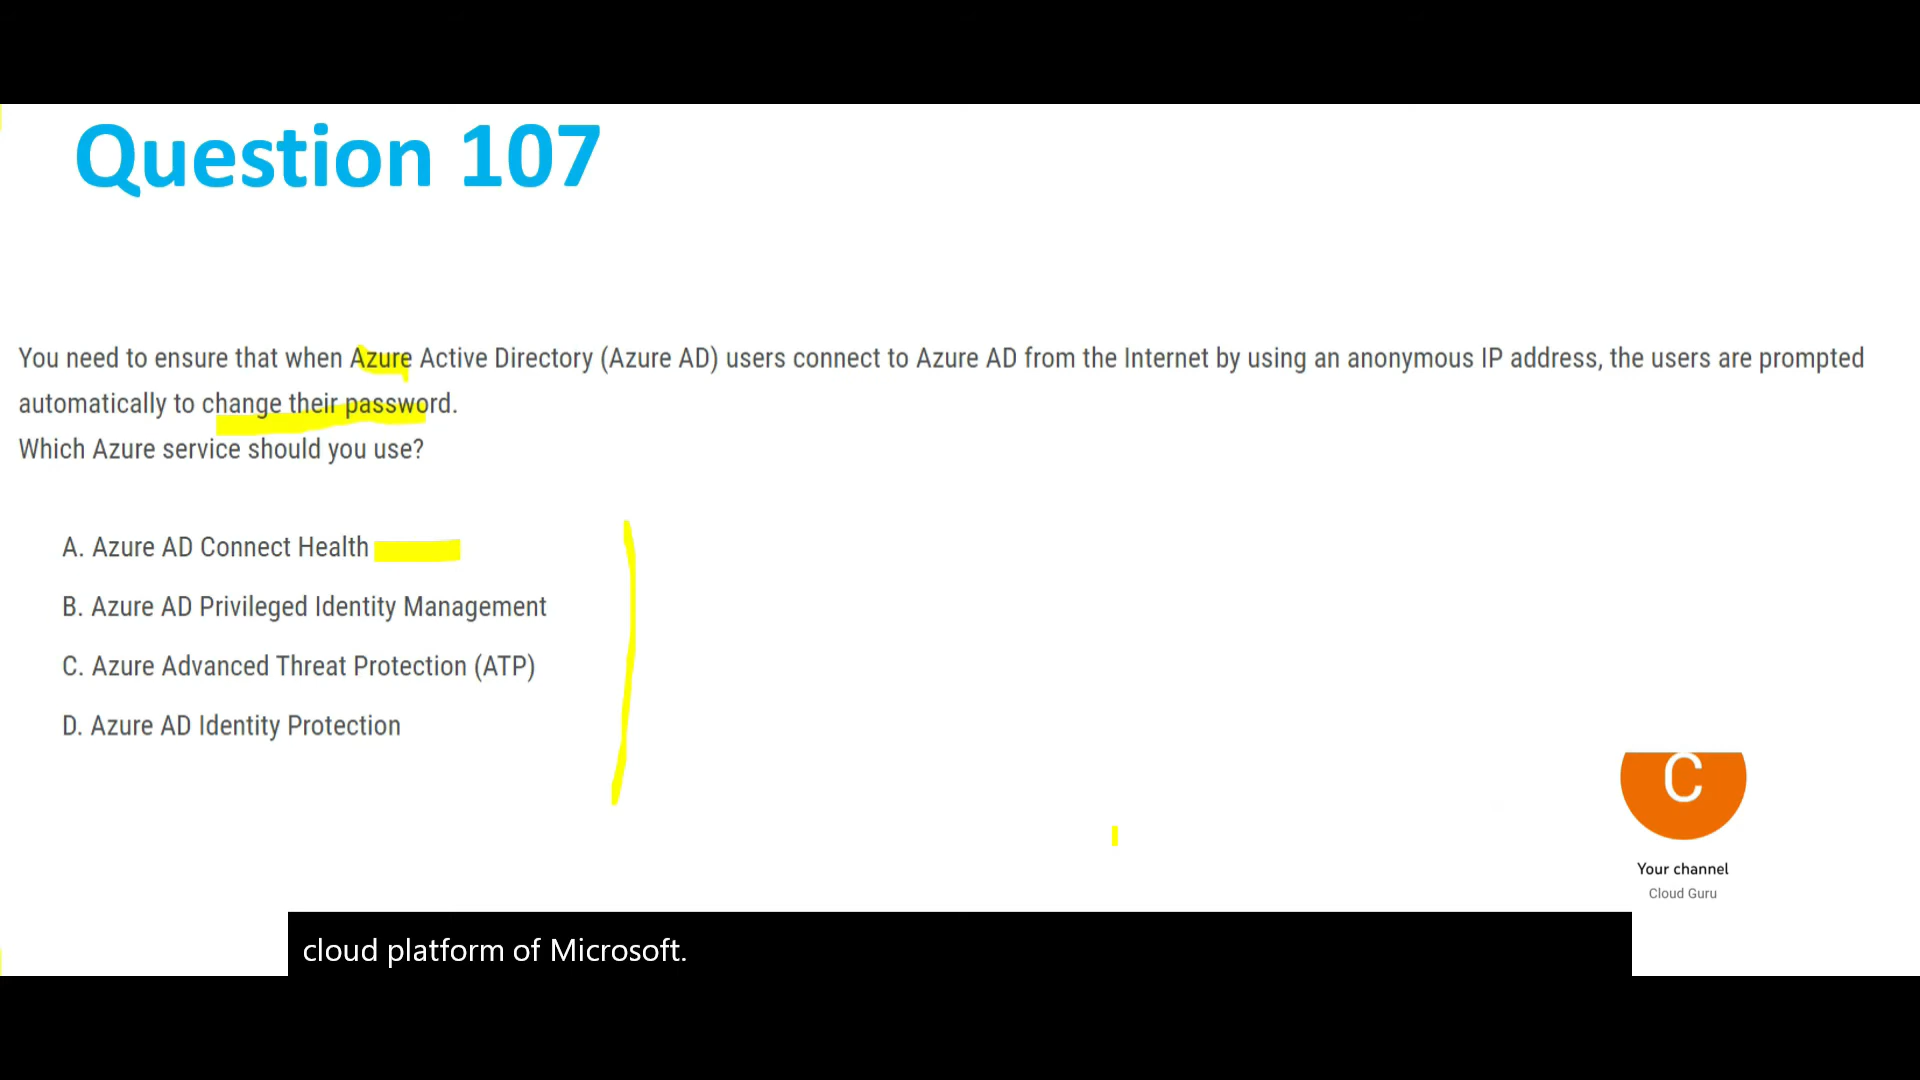 Question 107
You need to ensure that when Azure Active Directory (Azure AD) users connect to Azure AD from the Internet by using an anonymous IP address, the users are prompted
automatically to change their password.
Which Azure service should you use?
A. Azure AD Connect Health
B. Azure AD Privileged Identity Management
C. Azure Advanced Threat Protection (ATP)
D. Azure AD Identity Protection
C
Your channel
Cloud Guru
cloud platform of Microsoft.